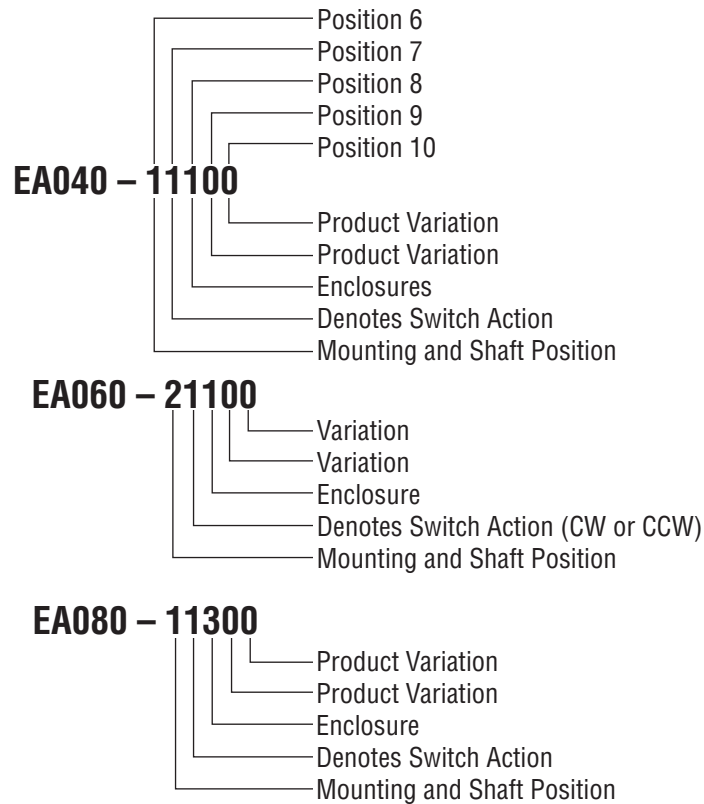 Position 6
Position 7
Position 8
Position 9
Position 10
EA040 – 11100
Product Variation
Product Variation
Enclosures
Denotes Switch Action
Mounting and Shaft Position
EA060 – 21100
Variation
Variation
Enclosure
Denotes Switch Action (CW or CCW)
Mounting and Shaft Position
EA080 – 11300
Product Variation
Product Variation
Enclosure
Denotes Switch Action
Mounting and Shaft Position